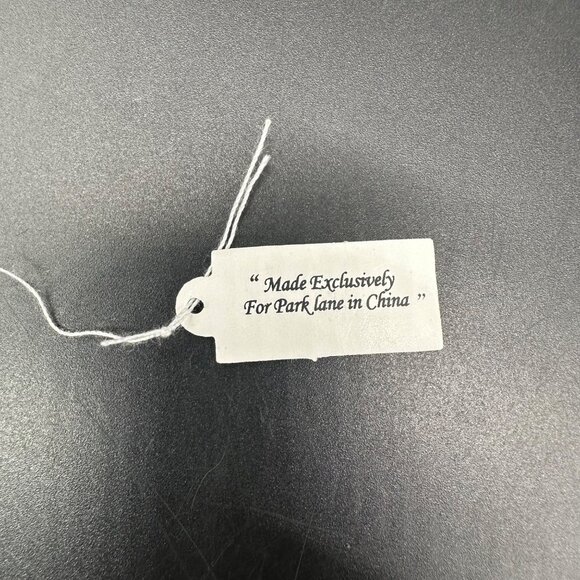 “ Made Exclusively
For Park lane in China ”